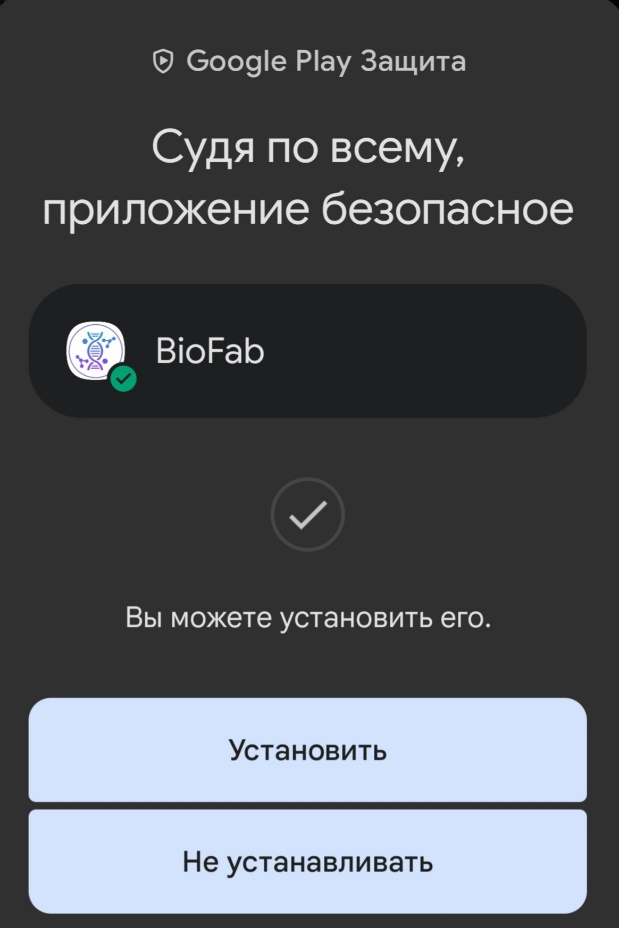 Google Play Защита
Судя по всему,
приложение безопасное
BioFab
Вы можете установить его.
Установить
Не устанавливать